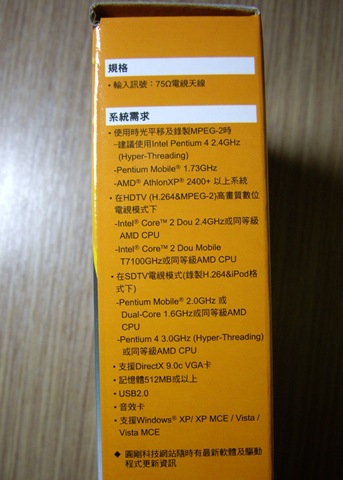 規格
・輸入訊號：75Ω電視天線
系統需求
・使用時光平移及錄製MPEG-2時
-建議使用Intel Pentium 4 2.4GHz
(Hyper-Threading)
-Pentium Mobile® 1.73GHz
-AMD® AthlonXP® 2400+ 以上系統
・在HDTV (H.264&MPEG2)高畫質數位
電視模式下
-Intel® Core™ 2 Dou 2.4GHz或同等級
AMD CPU
-Intel® Core™ 2 Dou Mobile
T7100GHz或同等級AMD CPU
・在SDTV電視模式(錄製H.264&iPod格
式下)
-Pentium Mobile® 2.0GHz 或
Dual-Core 1.6GHz或同等級AMD
CPU
-Pentium 4 3.0GHz (Hyper-Threading)
或同等級AMD CPU
・支援DirectX 9.0c VGA卡
・記憶體512MB或以上
・USB2.0
・音效卡
・支援Windows® XP/ XP MCE / Vista /
Vista MCE
◆ 圓剛科技網站隨時有最新軟體及驅動
程式更新資訊